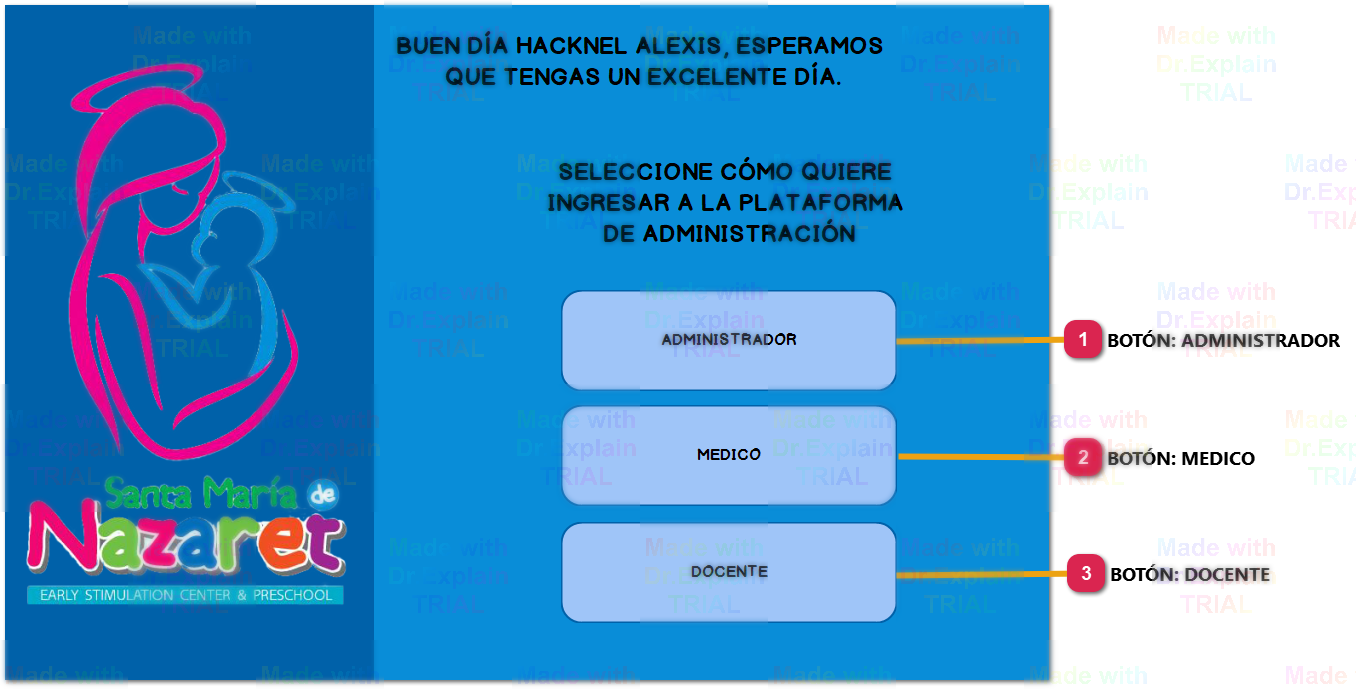 BUEN DÍA HACKNEL ALEXIS, ESPERAMOS
QUE TENGAS UN EXCELENTE DÍA.
SELECCIONE CÓMO QUIERE
INGRESAR A LA PLATAFORMA
DE ADMINISTRACIÓN
ADMINISTRADOR
1 BOTÓN: ADMINISTRADOR
MEDICO
2 BOTÓN: MEDICO
DOCENTE
3 BOTÓN: DOCENTE
Santa María de
Nazaret
EARLY STIMULATION CENTER & PRESCHOOL
Made with
Dr.Explain
TRIAL